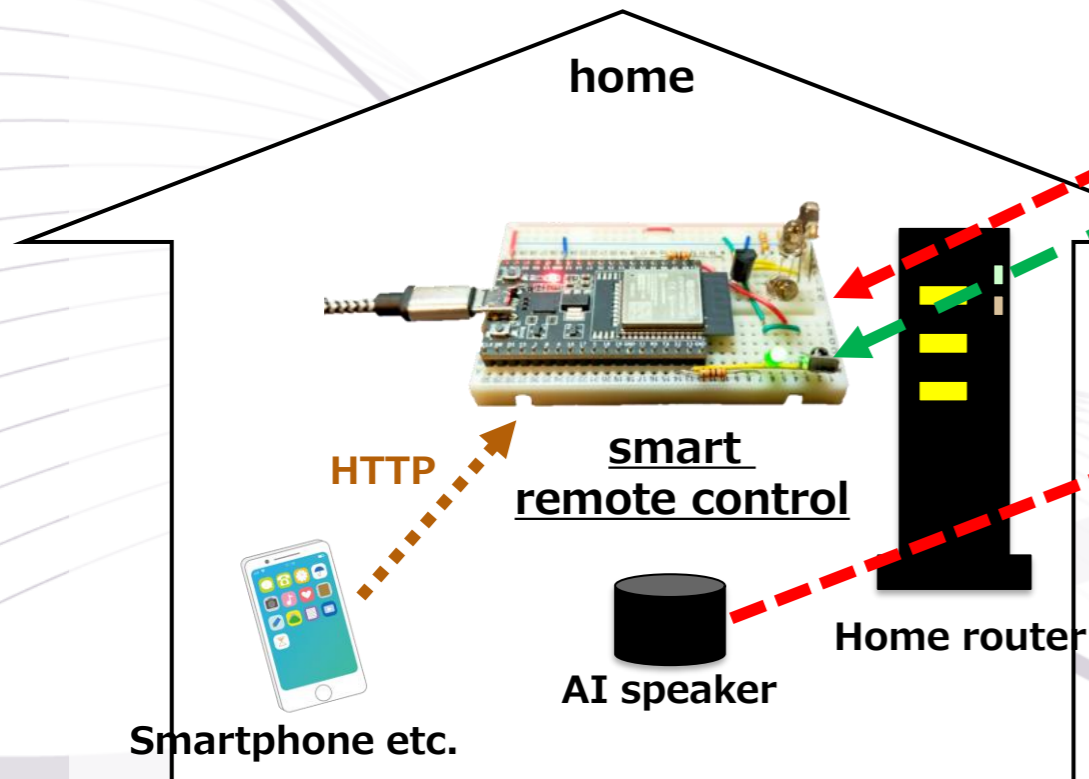 home
HTTP
smart
remote control
Home router
AI speaker
Smartphone etc.